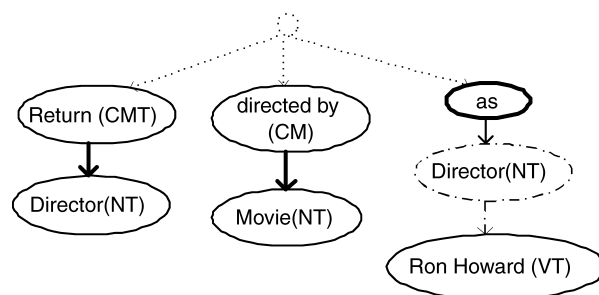 Return (CMT)
directed by
(CM)
as
Director(NT)
Director(NT)
Movie(NT)
Ron Howard (VT)